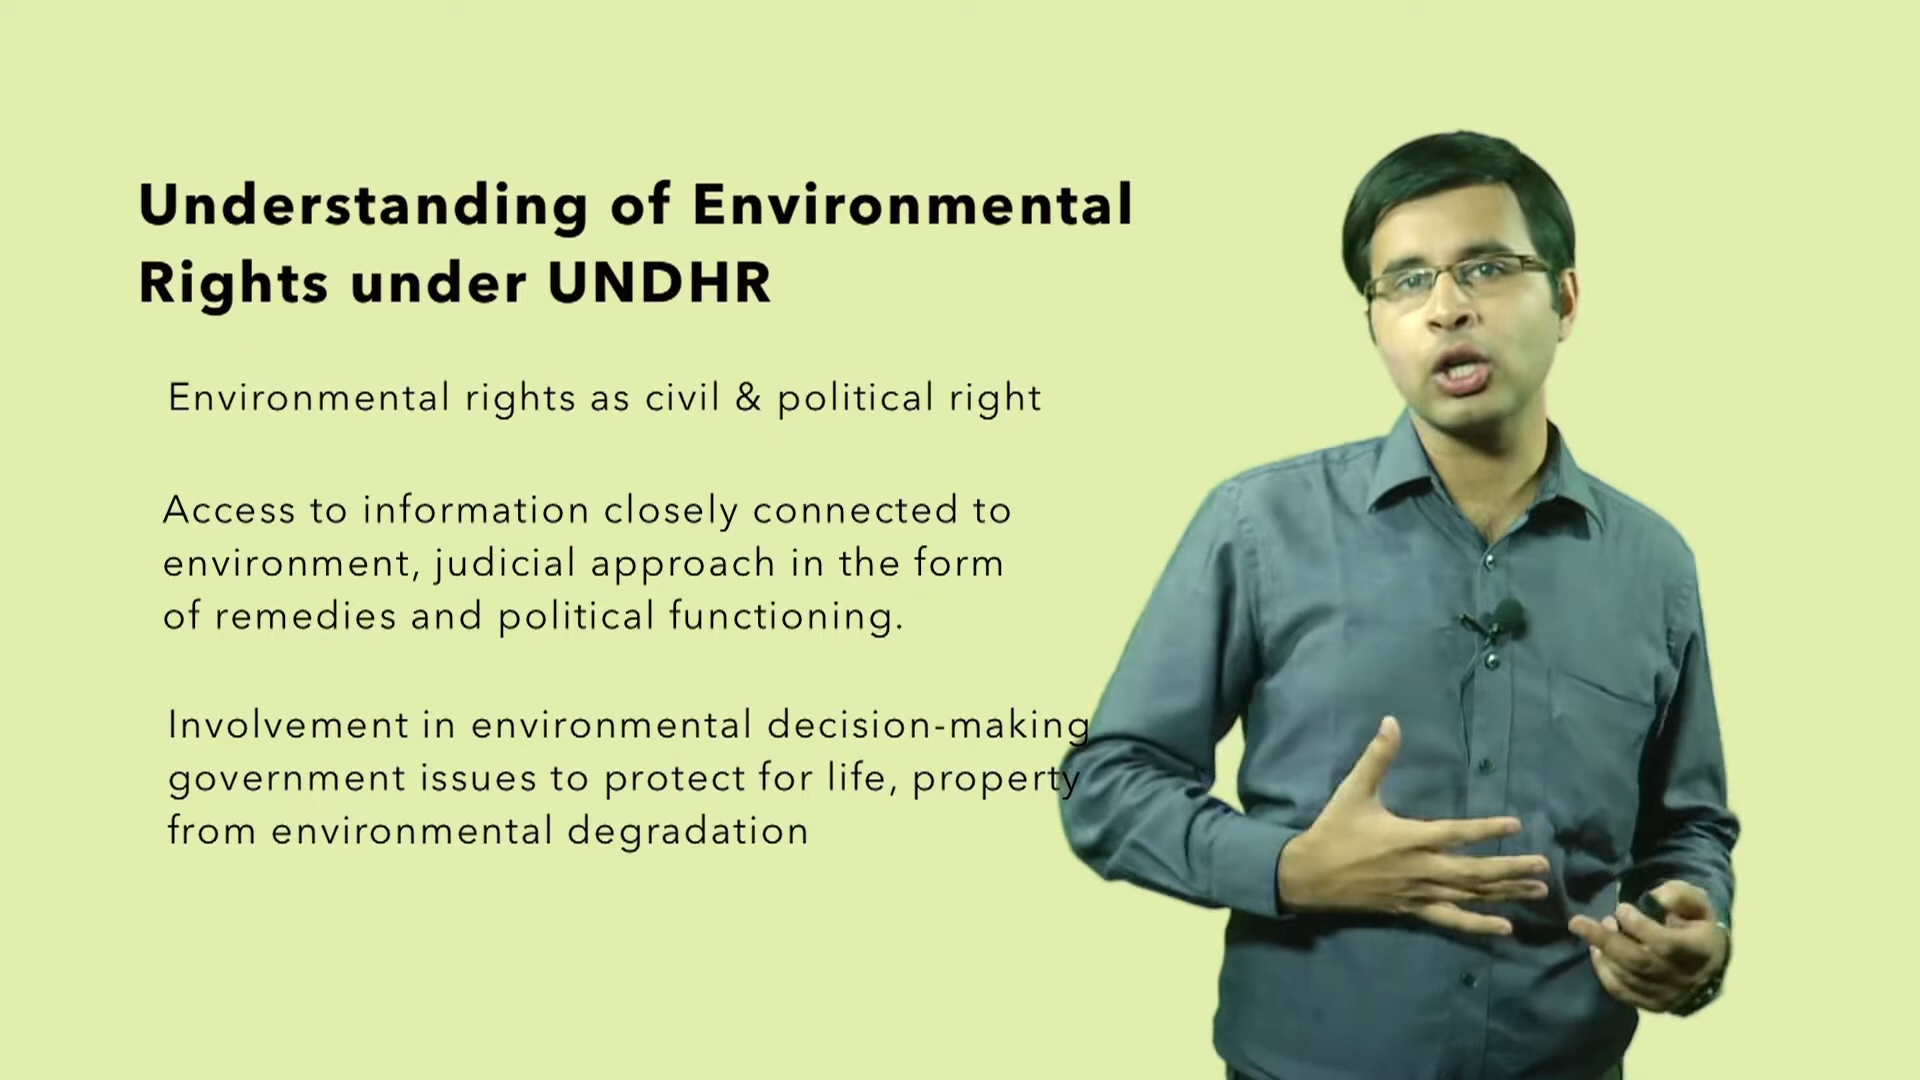 Understanding of Environmental
Rights under UNDHR
Environmental rights as civil & political right
Access to information closely connected to
environment, judicial approach in the form
of remedies and political functioning.
Involvement in environmental decision-making
government issues to protect for life, property
from environmental degradation